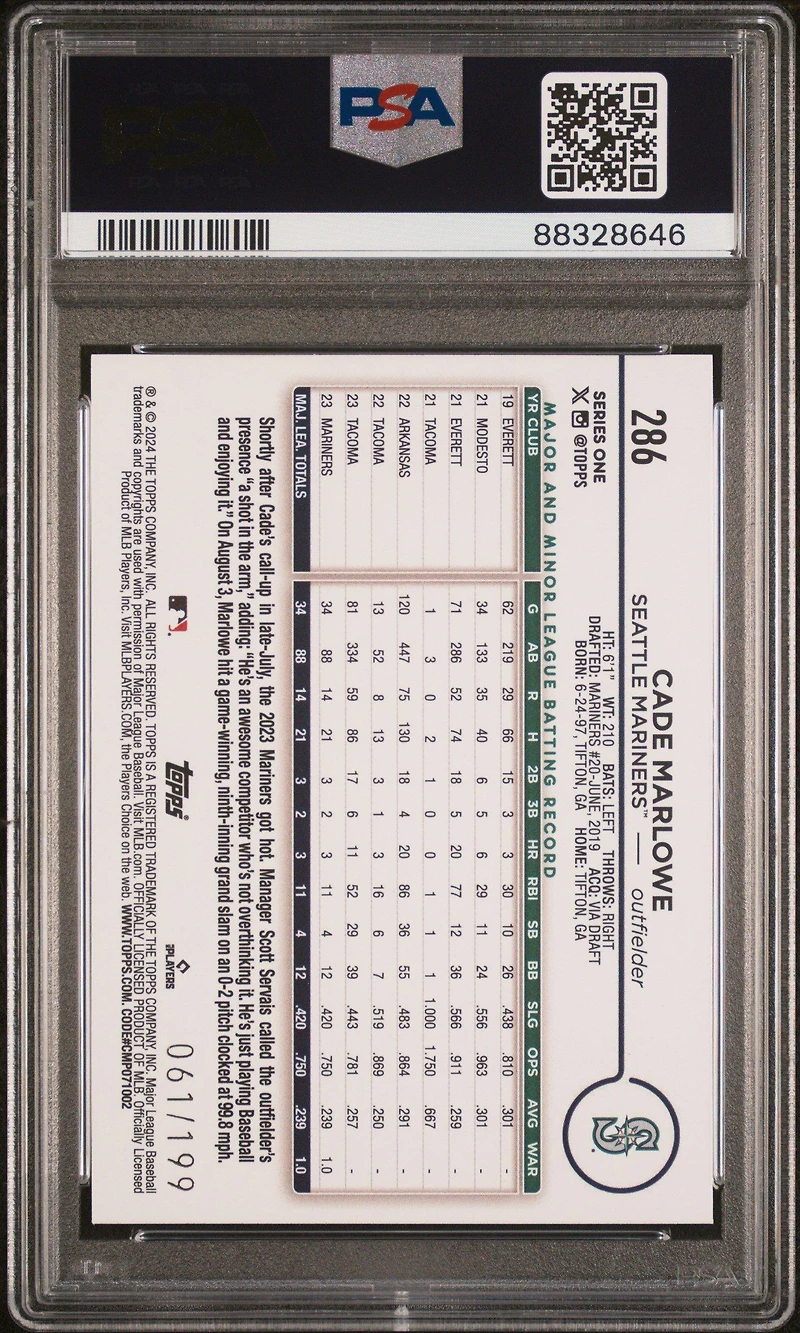 PSA
88328646
286
CADE MARLOWE
SEATTLE MARINERS™ — outfielder
SERIES ONE
@TOPPS
HT: 6'1" WT: 210 BATS: LEFT THROWS: RIGHT
DRAFTED: MARINERS #20-JUNE, 2019 ACQ: VIA DRAFT
BORN: 6-24-97, TIFTON, GA HOME: TIFTON, GA
MAJOR AND MINOR LEAGUE BATTING RECORD
YR CLUB G AB R H 2B 3B HR RBI SB BB SLG OPS AVG WAR
19 EVERETT 62 219 29 66 15 3 3 30 10 26 .438 .810 .301 -
21 MODESTO 34 133 35 40 6 5 6 29 11 24 .556 .963 .301 -
21 EVERETT 71 286 52 74 18 5 20 77 12 36 .566 .911 .259 -
21 TACOMA 1 3 0 2 1 0 0 1 1 1 1.000 1.750 .667 -
22 ARKANSAS 120 447 75 130 18 4 20 86 36 55 .483 .864 .291 -
22 TACOMA 13 52 8 13 3 1 3 16 6 7 .519 .869 .250 -
23 TACOMA 81 334 59 86 17 6 11 52 29 39 .443 .781 .257 -
23 MARINERS 34 88 14 21 3 2 3 11 4 12 .420 .750 .239 1.0
MAJ. LEA. TOTALS 34 88 14 21 3 2 3 11 4 12 .420 .750 .239 1.0
Shortly after Cade's call-up in late-July, the 2023 Mariners got hot. Manager Scott Servais called the outfielder's
presence "a shot in the arm," adding: "He's an awesome competitor who's not overthinking it. He's just playing Baseball
and enjoying it." On August 3, Marlowe hit a game-winning, ninth-inning grand slam on an 0-2 pitch clocked at 99.8 mph.
topps®
PLAYERS
061/199
® & © 2024 THE TOPPS COMPANY, INC. ALL RIGHTS RESERVED. TOPPS IS A REGISTERED TRADEMARK OF THE TOPPS COMPANY, INC. Major League Baseball
trademarks and copyrights are used with permission of Major League Baseball. Visit MLB.com. OFFICIALLY LICENSED PRODUCT OF MLB. Officially Licensed
Product of MLB Players, Inc. Visit MLBPLAYERS.COM, the Players Choice on the web. WWW.TOPPS.COM. CODE#CMP071002
PSA